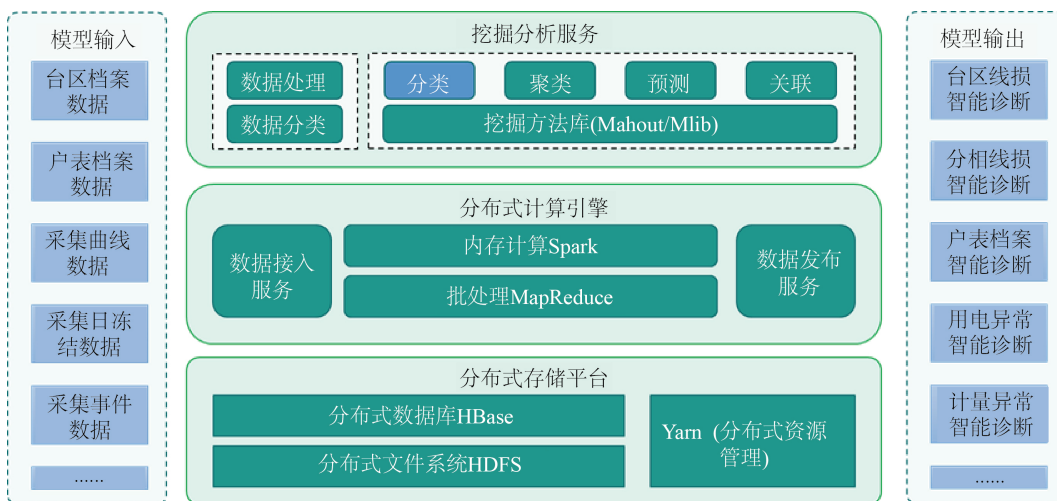 模型输入
台区档案
数据
户表档案
数据
采集曲线
数据
采集日冻
结数据
采集事件
数据
......
挖掘分析服务
数据处理
数据分类
分类
聚类
预测
关联
挖掘方法库(Mahout/Mlib)
分布式计算引擎
数据接入
服务
内存计算Spark
批处理MapReduce
数据发布
服务
分布式存储平台
分布式数据库HBase
分布式文件系统HDFS
Yarn (分布式资源
管理)
模型输出
台区线损
智能诊断
分相线损
智能诊断
户表档案
智能诊断
用电异常
智能诊断
计量异常
智能诊断
......